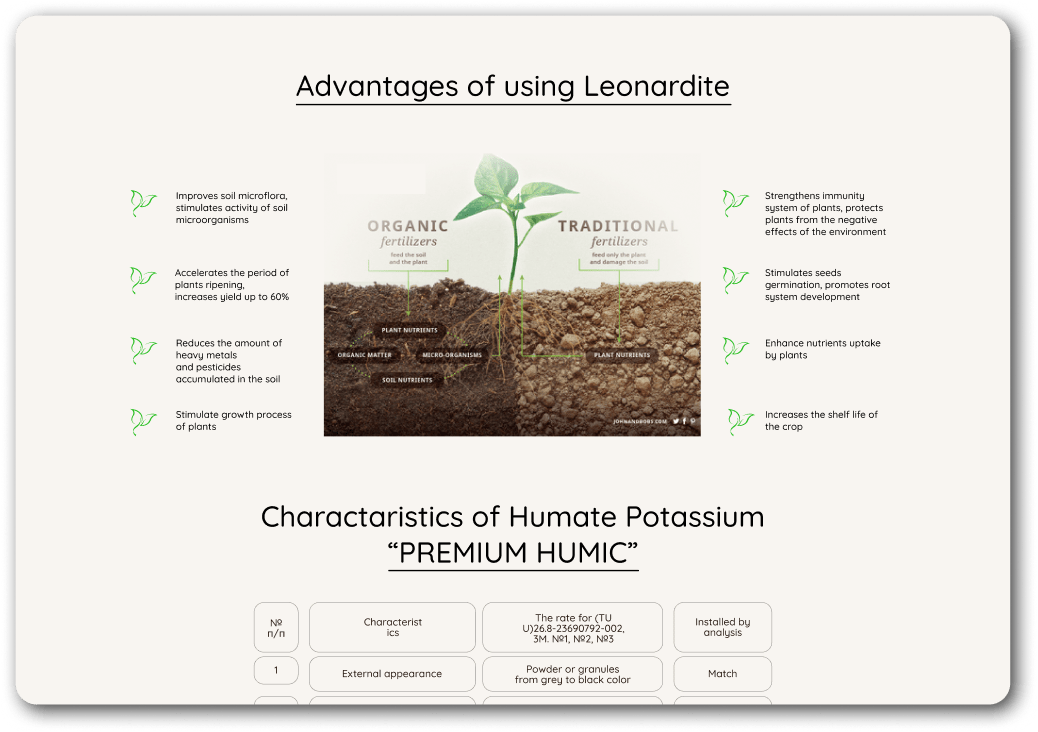 Advantages of using Leonardite
Improves soil microflora,
stimulates activity of soil
microorganisms
Accelerates the period of
plants ripening,
increases yield up to 60%
Reduces the amount of
heavy metals
and pesticides
accumulated in the soil
Stimulate growth process
of plants
ORGANIC
fertilizers
feed the soil
and the plant
TRADITIONAL
fertilizers
feed only the plant
and damage the soil
PLANT NUTRIENTS
ORGANIC MATTER
MICRO-ORGANISMS
SOIL NUTRIENTS
PLANT NUTRIENTS
JOHNANDBOBS.COM
Strengthens immunity
system of plants, protects
plants from the negative
effects of the environment
Stimulates seeds
germination, promotes root
system development
Enhance nutrients uptake
by plants
Increases the shelf life of
the crop
Charactaristics of Humate Potassium
“PREMIUM HUMIC”
№
п/п
Characterist
ics
The rate for (TU
U)26.8-23690792-002,
3M. №1, №2, №3
Installed by
analysis
1
External appearance
Powder or granules
from grey to black color
Match